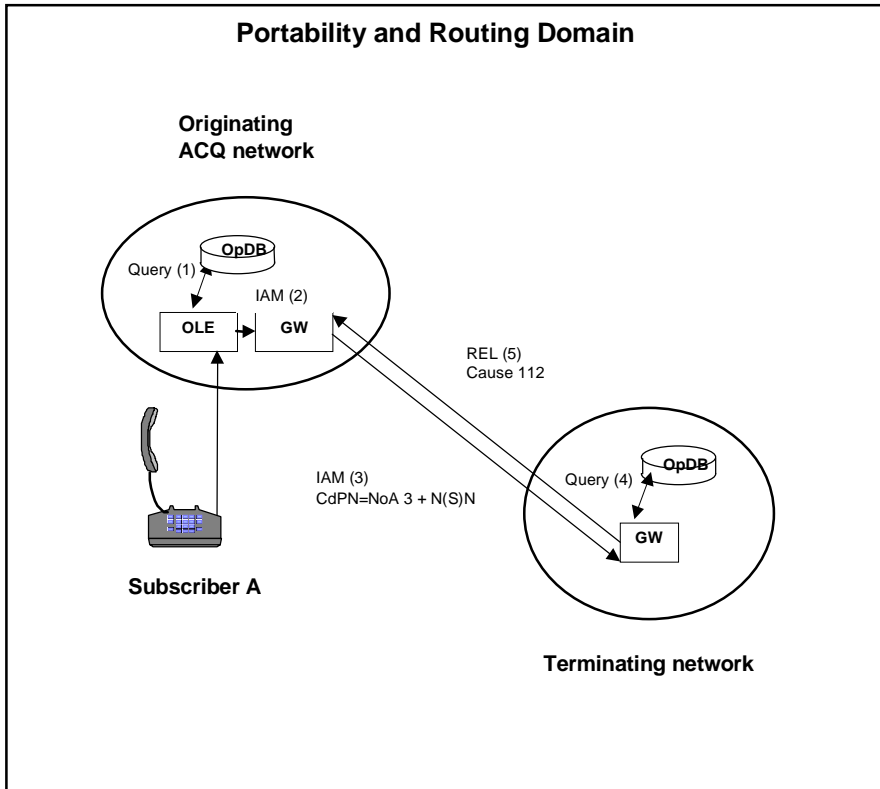 Portability and Routing Domain
Originating
ACQ network
OpDB
Query (1)
IAM (2)
OLE
GW
REL (5)
Cause 112
IAM (3)
CdPN=NoA 3 + N(S)N
OpDB
Query (4)
GW
Subscriber A
Terminating network